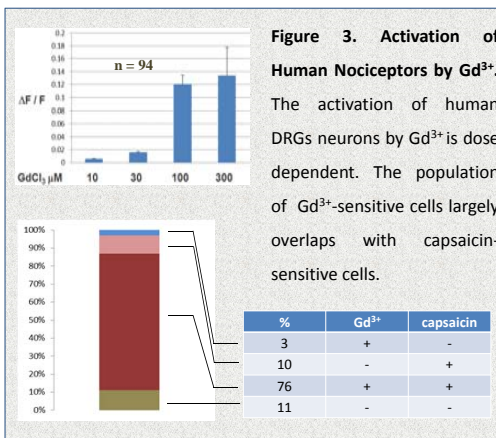 0.2
0.18
0.16
0.14
n = 94
0.12
ΔF / F
0.1
0.08
0.06
0.04
0.02
0
GdCl₃ μM 10 30 100 300
Figure 3. Activation of
Human Nociceptors by Gd³⁺.
The activation of human
DRGs neurons by Gd³⁺ is dose
dependent. The population
of Gd³⁺-sensitive cells largely
overlaps with capsaicin-
sensitive cells.
100%
90%
80%
70%
60%
50%
40%
30%
20%
10%
0%
% Gd³⁺ capsaicin
3 + -
10 - +
76 + +
11 - -